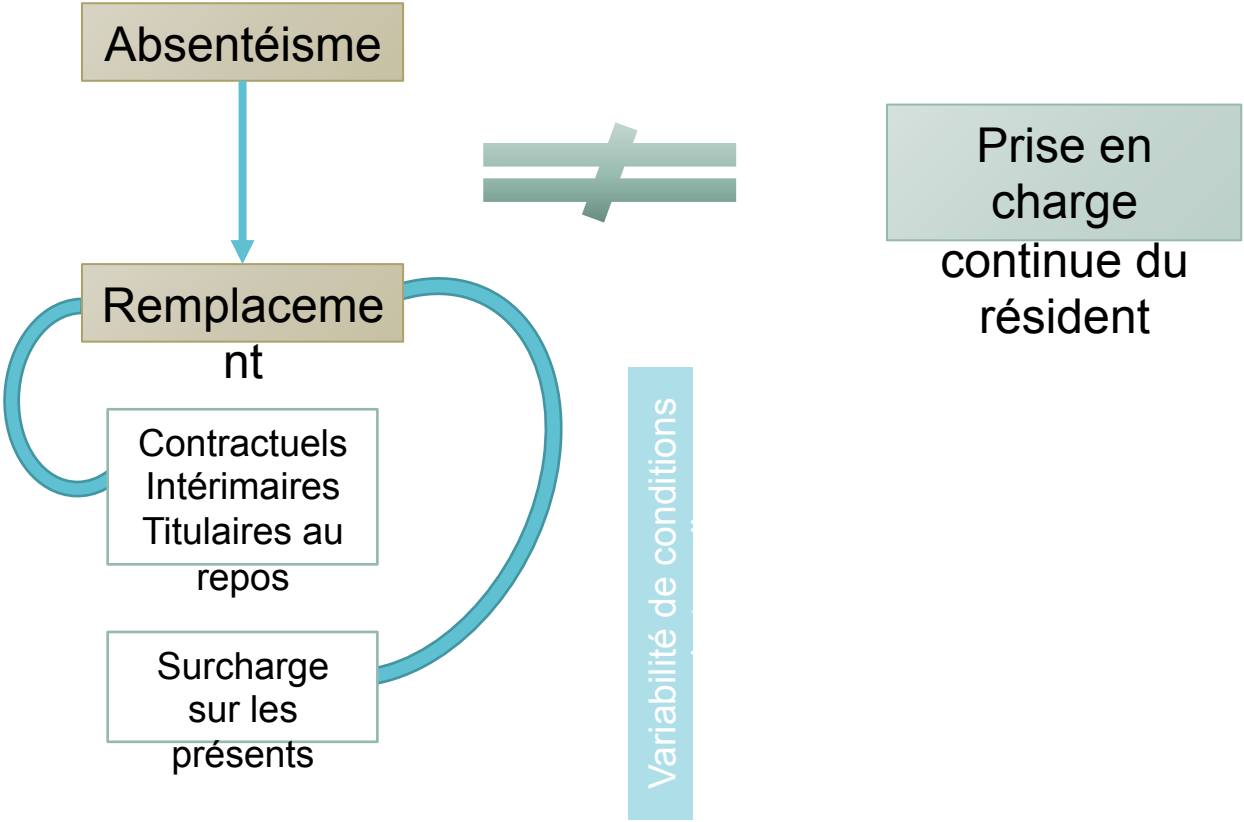 Absentéisme
Prise en
charge
continue du
résident
Remplaceme
nt
Contractuels
Intérimaires
Titulaires au
repos
Surcharge
sur les
présents
Variabilité de conditions